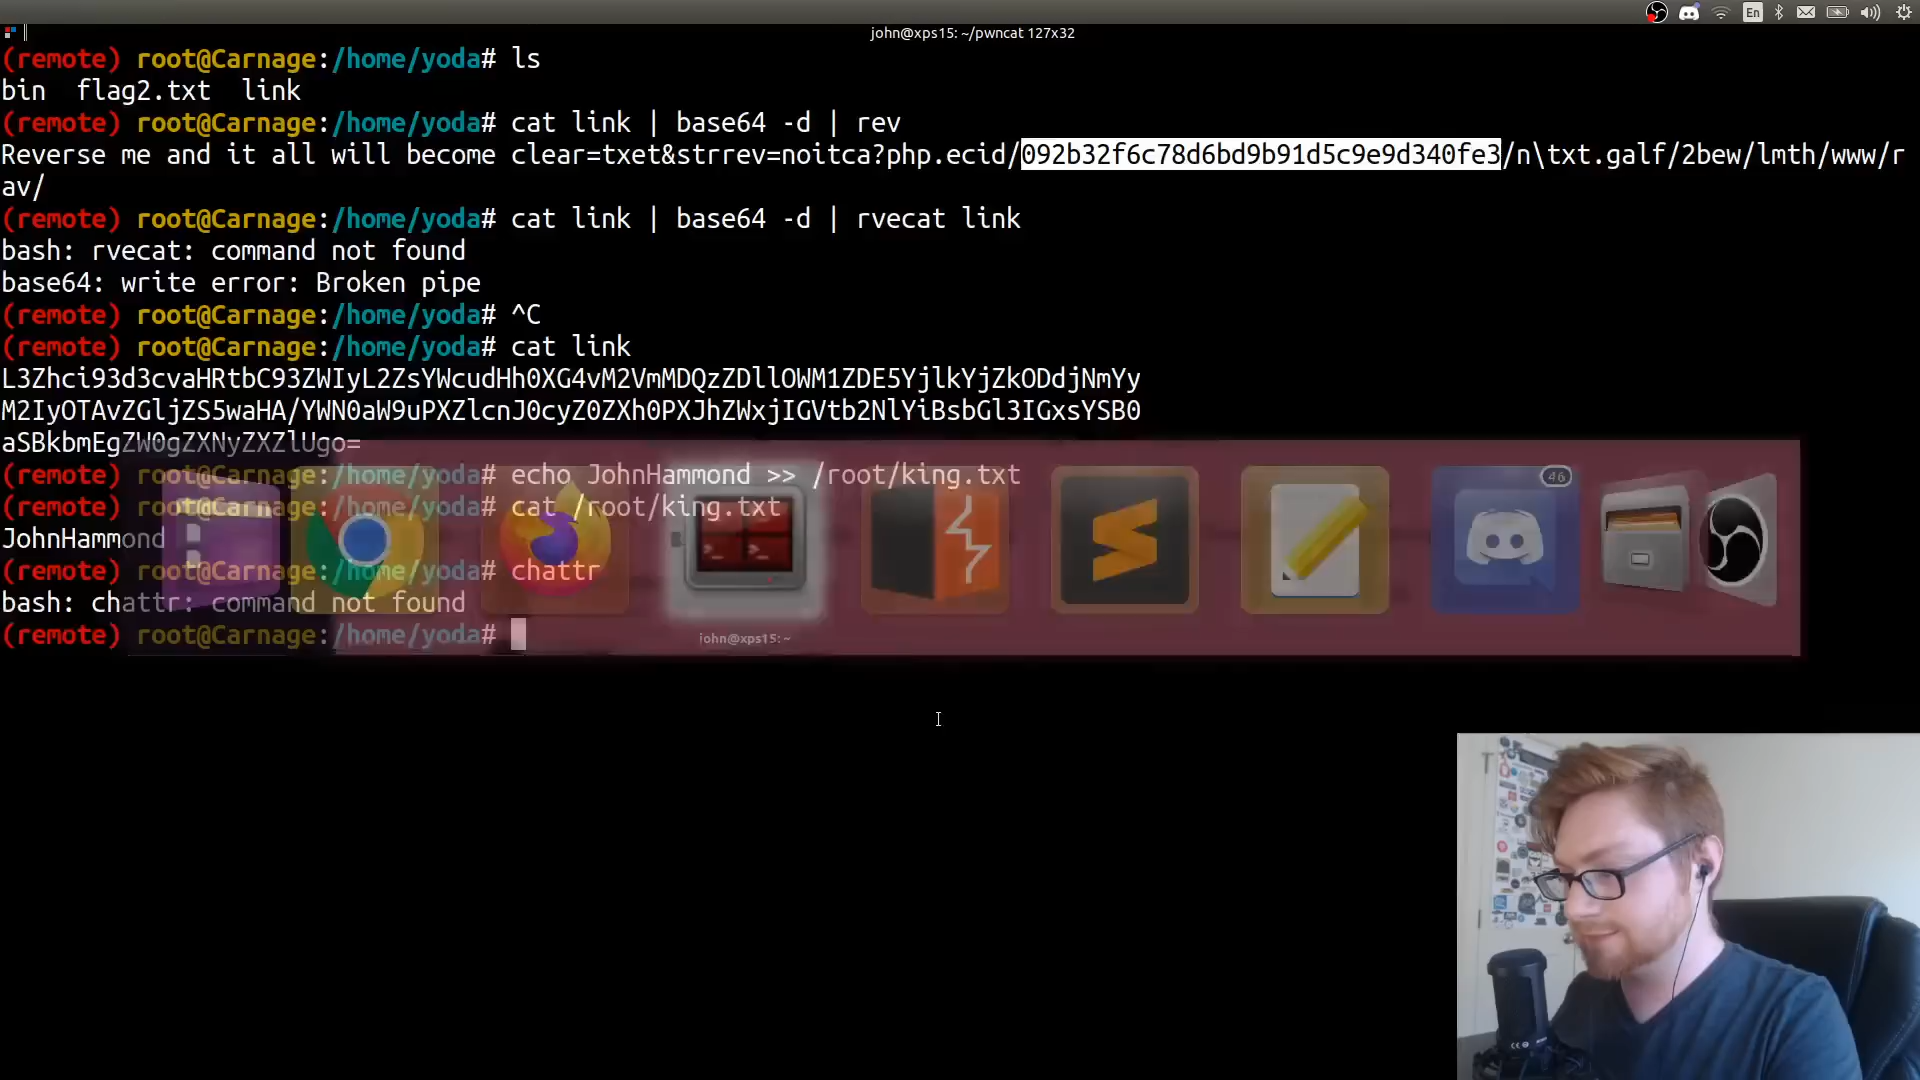 En
john@xps15: ~/pwncat 127x32
(remote) root@Carnage:/home/yoda# ls
bin  flag2.txt  link
(remote) root@Carnage:/home/yoda# cat link | base64 -d | rev
Reverse me and it all will become clear=txet&strrev=noitca?php.ecid/092b32f6c78d6bd9b91d5c9e9d340fe3/n\txt.galf/2bew/lmth/www/r
av/
(remote) root@Carnage:/home/yoda# cat link | base64 -d | rvecat link
bash: rvecat: command not found
base64: write error: Broken pipe
(remote) root@Carnage:/home/yoda# ^C
(remote) root@Carnage:/home/yoda# cat link
L3Zhci93d3cvaHRtbC93ZWIyL2ZsYWcudHh0XG4vM2VmMDQzZDllOWM1ZDE5YjlkYjZkODdjNmYy
M2IyOTAvZGljZS5waHA/YWN0aW9uPXZlcnJ0cyZ0ZXh0PXJhZWxjIGVtb2NlYiBsbGl3IGxsYSB0
aSBkbmEgZW0gZXNyZXZlUgo=
(remote) root@Carnage:/home/yoda# echo JohnHammond >> /root/king.txt
(remote) root@Carnage:/home/yoda# cat /root/king.txt
JohnHammond
(remote) root@Carnage:/home/yoda# chattr
bash: chattr: command not found
(remote) root@Carnage:/home/yoda#
46
john@xps15: ~